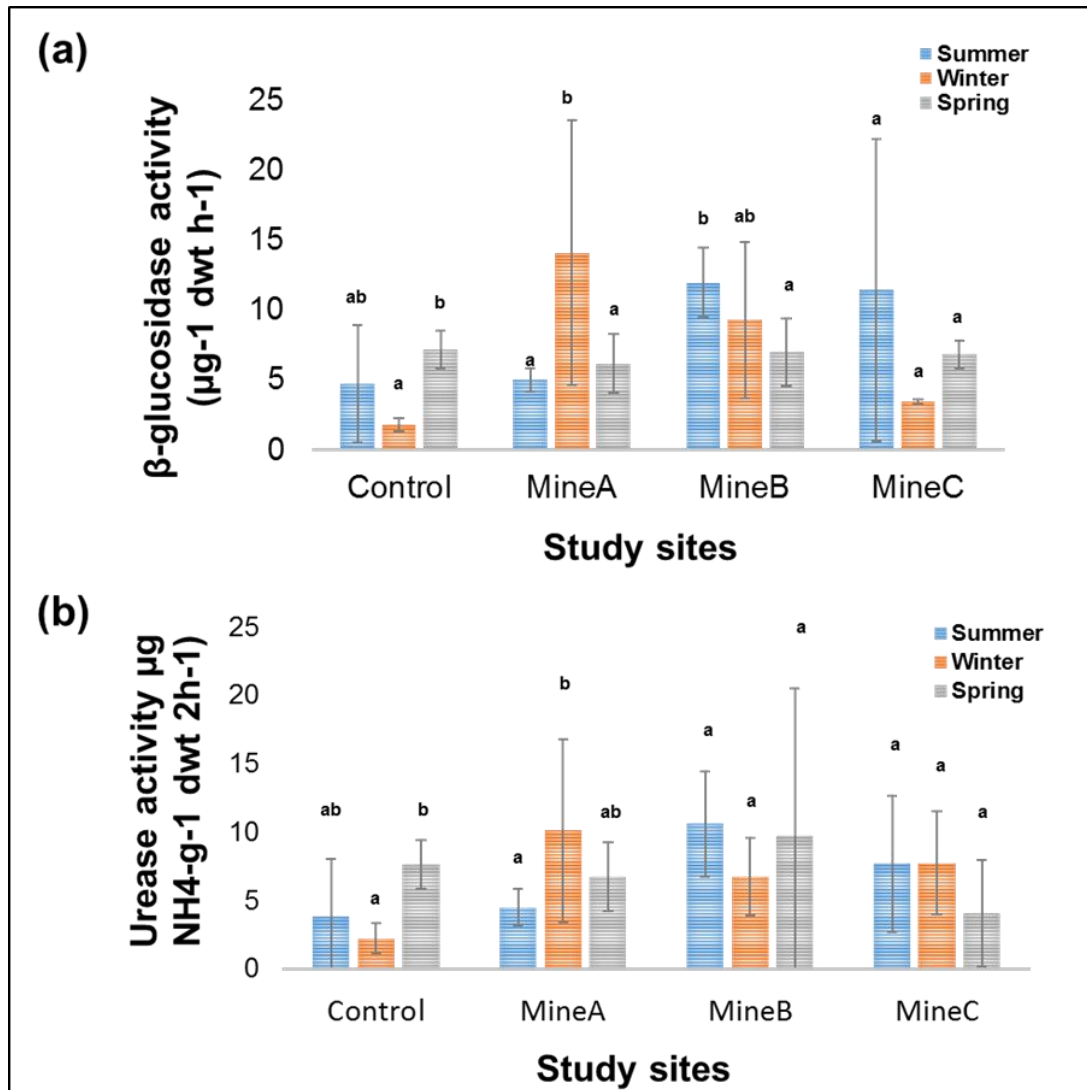 (a)
Summer
Winter
Spring
β-glucosidase activity
(µg-1 dwt h-1)
25
20
15
10
5
0
ab
a
b
a
b
a
b
ab
a
a
a
a
Control MineA MineB MineC
Study sites
(b)
Summer
Winter
Spring
Urease activity µg
NH4-g-1 dwt 2h-1)
25
20
15
10
5
0
ab
a
b
a
b
ab
a
a
a
a
a
a
Control MineA MineB MineC
Study sites